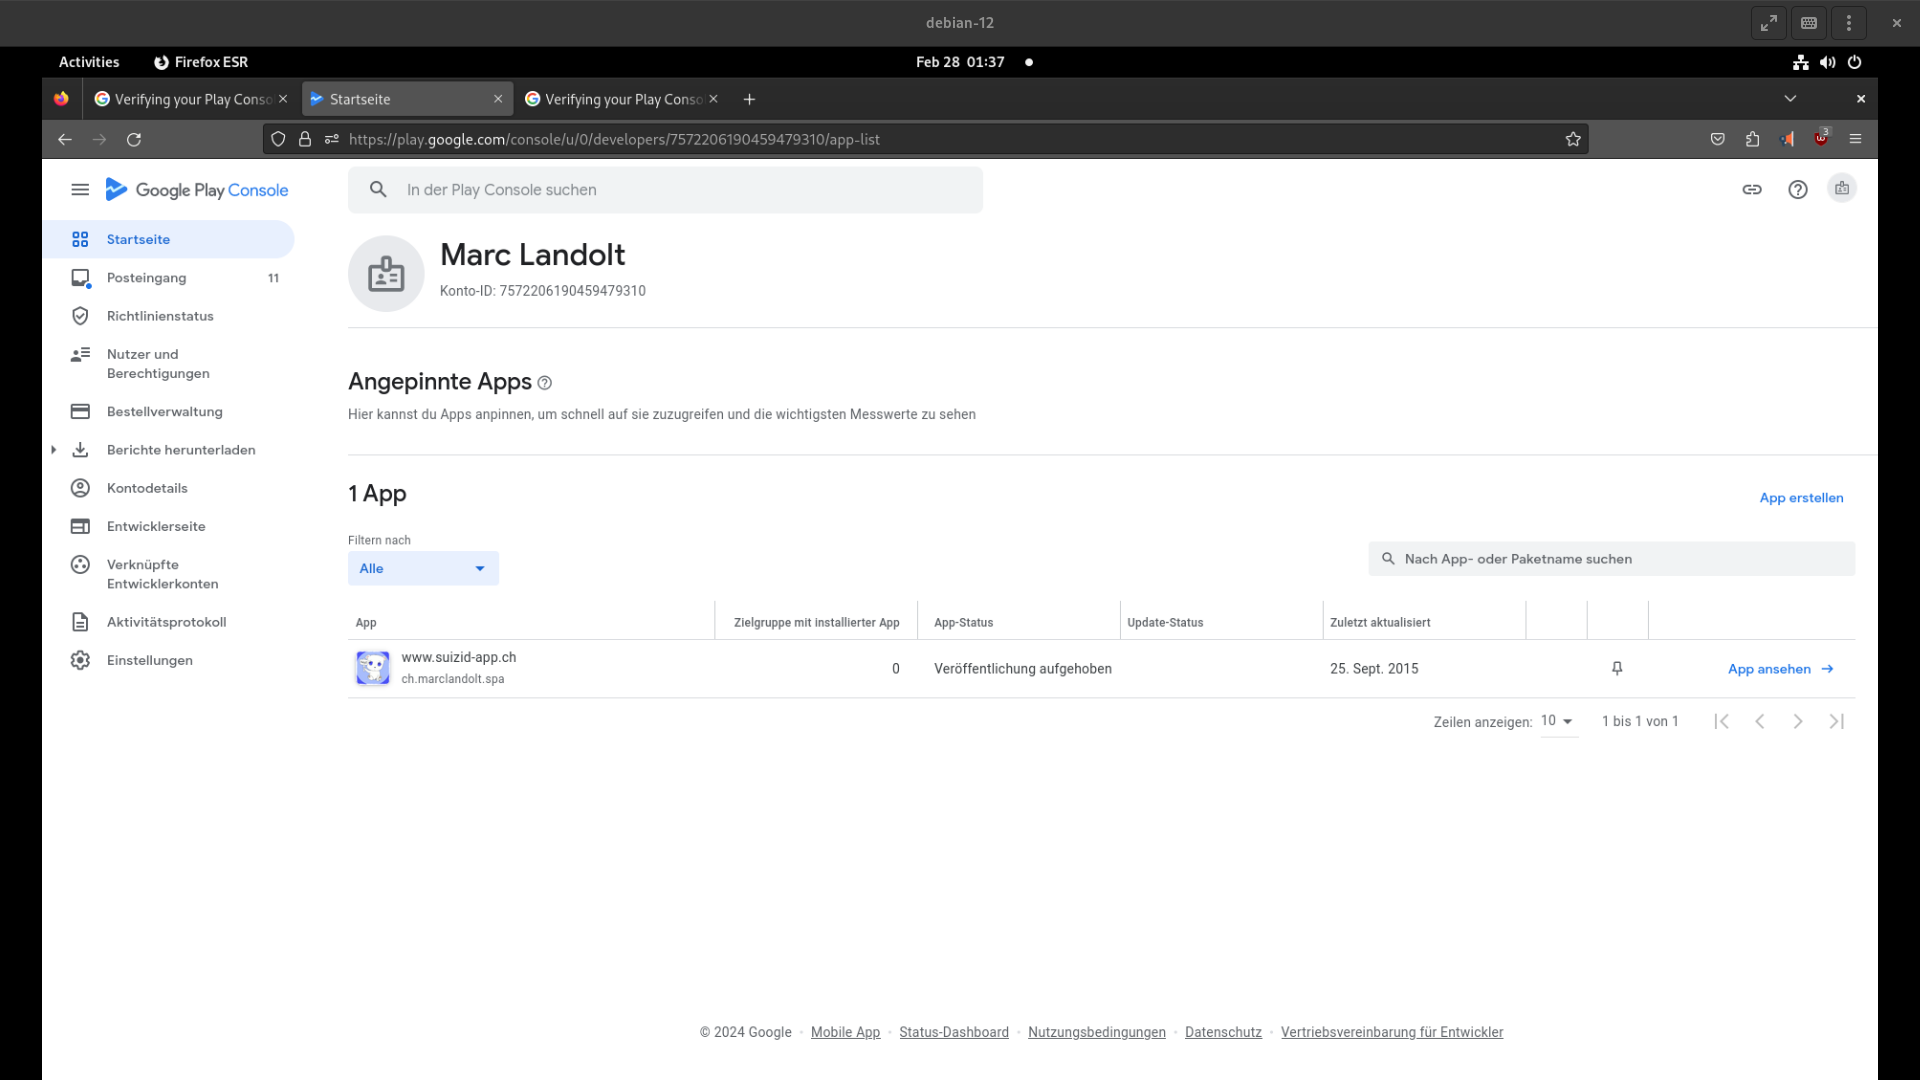 debian-12
Activities
Firefox ESR
Feb 28 01:37
Verifying your Play Conso
Startseite
Verifying your Play Conso
https://play.google.com/console/u/0/developers/7572206190459479310/app-list
3
Google Play Console
In der Play Console suchen
Startseite
Posteingang 11
Richtlinienstatus
Nutzer und
Berechtigungen
Bestellverwaltung
Berichte herunterladen
Kontodetails
Entwicklerseite
Verknüpfte
Entwicklerkonten
Aktivitätsprotokoll
Einstellungen
Marc Landolt
Konto-ID: 7572206190459479310
Angepinnte Apps
Hier kannst du Apps anpinnen, um schnell auf sie zuzugreifen und die wichtigsten Messwerte zu sehen
1 App
App erstellen
Filtern nach
Alle
Nach App- oder Paketname suchen
App Zielgruppe mit installierter App App-Status Update-Status Zuletzt aktualisiert
www.suizid-app.ch
ch.marclandolt.spa
0 Veröffentlichung aufgehoben 25. Sept. 2015 App ansehen
Zeilen anzeigen: 10 1 bis 1 von 1
© 2024 Google · Mobile App · Status-Dashboard · Nutzungsbedingungen · Datenschutz · Vertriebsvereinbarung für Entwickler